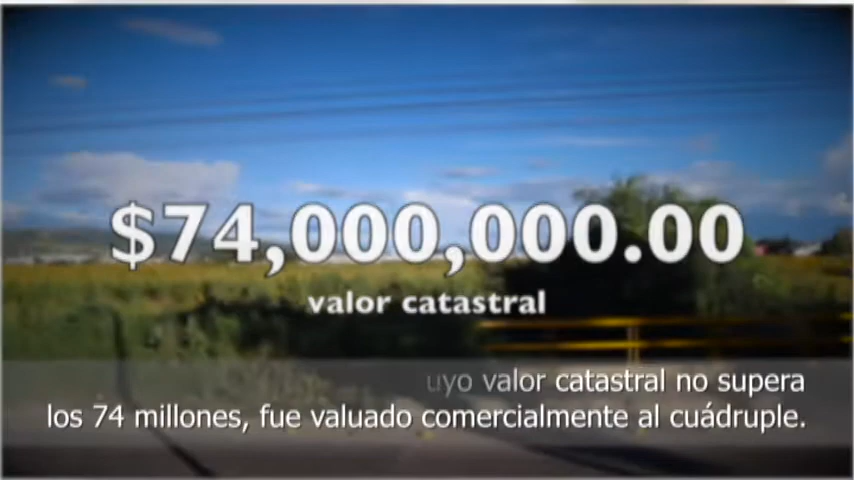 $74,000,000.00
valor catastral
uyo valor catastral no supera
los 74 millones, fue valuado comercialmente al cuádruple.